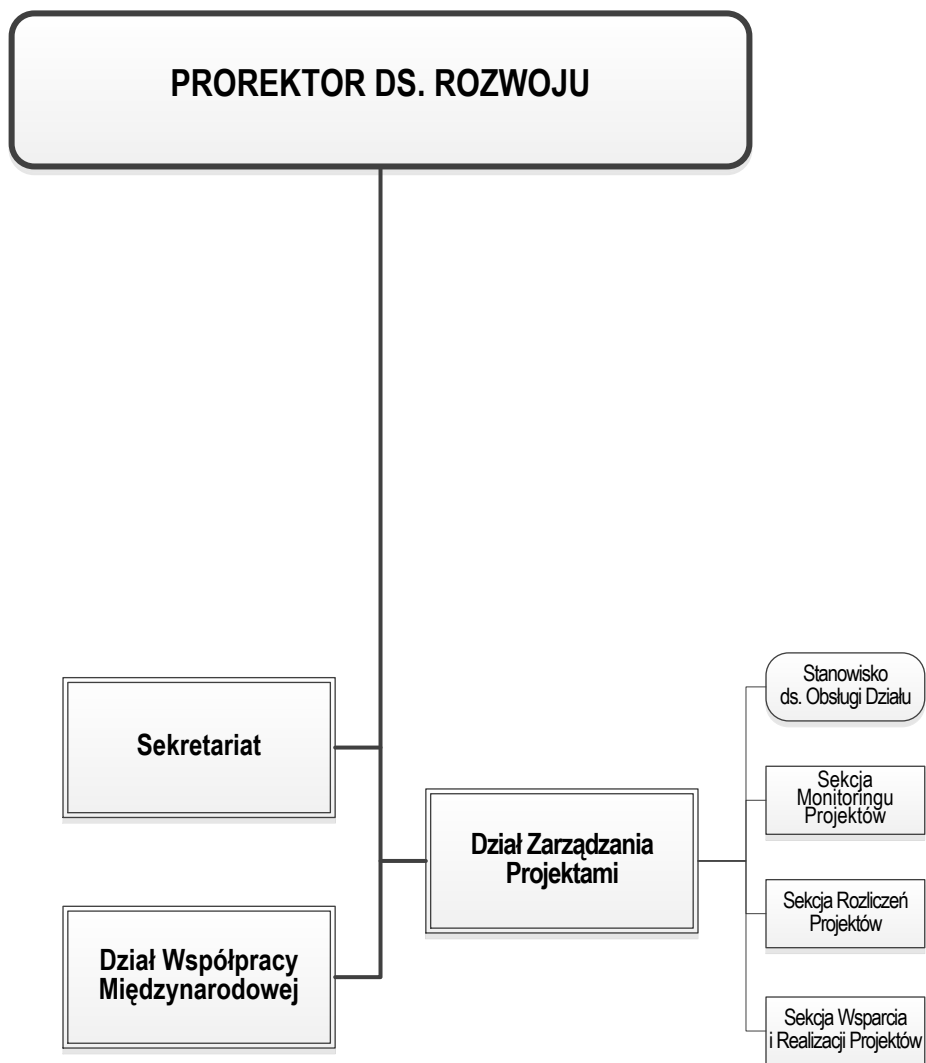 PROREKTOR DS. ROZWOJU
Sekretariat
Dział Współpracy
Międzynarodowej
Dział Zarządzania
Projektami
Stanowisko
ds. Obsługi Działu
Sekcja
Monitoringu
Projektów
Sekcja Rozliczeń
Projektów
Sekcja Wsparcia
i Realizacji Projektów